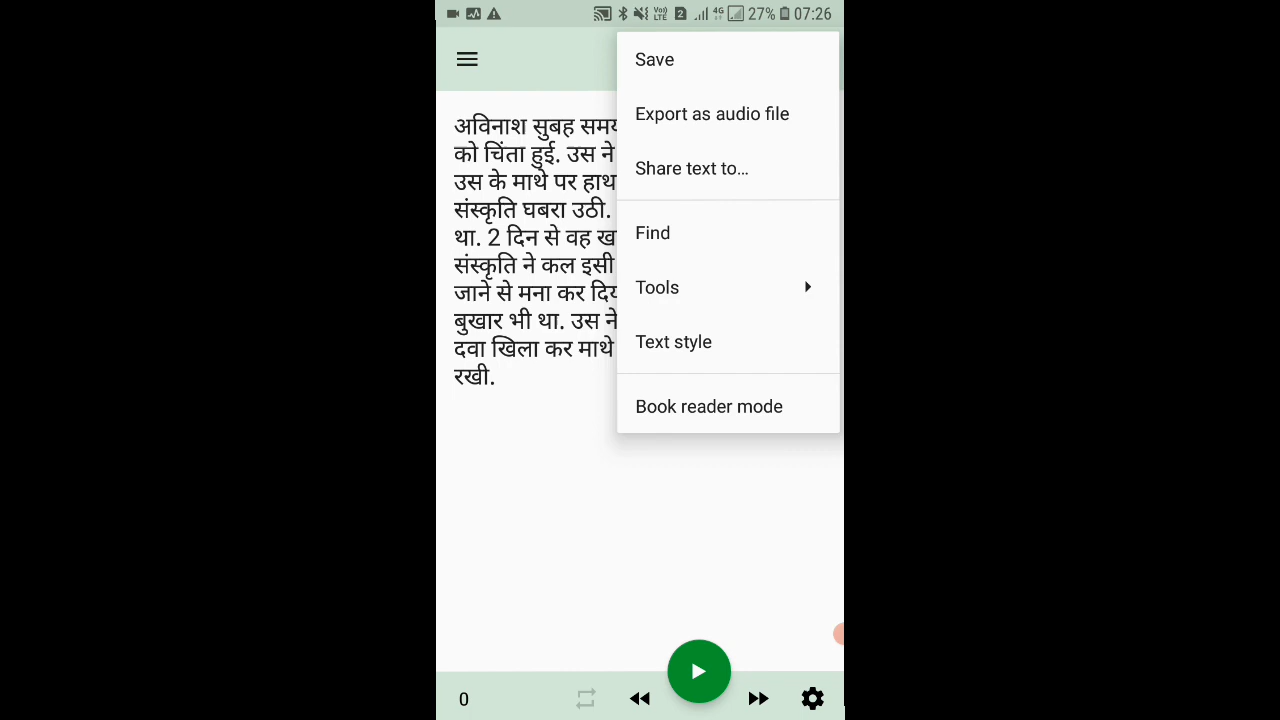 27% 07:26
Save
Export as audio file
Share text to...
Find
Tools
Text style
Book reader mode
अविनाश सुबह समय
को चिंता हुई. उस ने
उस के माथे पर हाथ
संस्कृति घबरा उठी.
था. 2 दिन से वह
संस्कृति ने कल इसी
जाने से मना कर
बुखार भी था. उस ने
दवा खिला कर माथे
रखी.
0